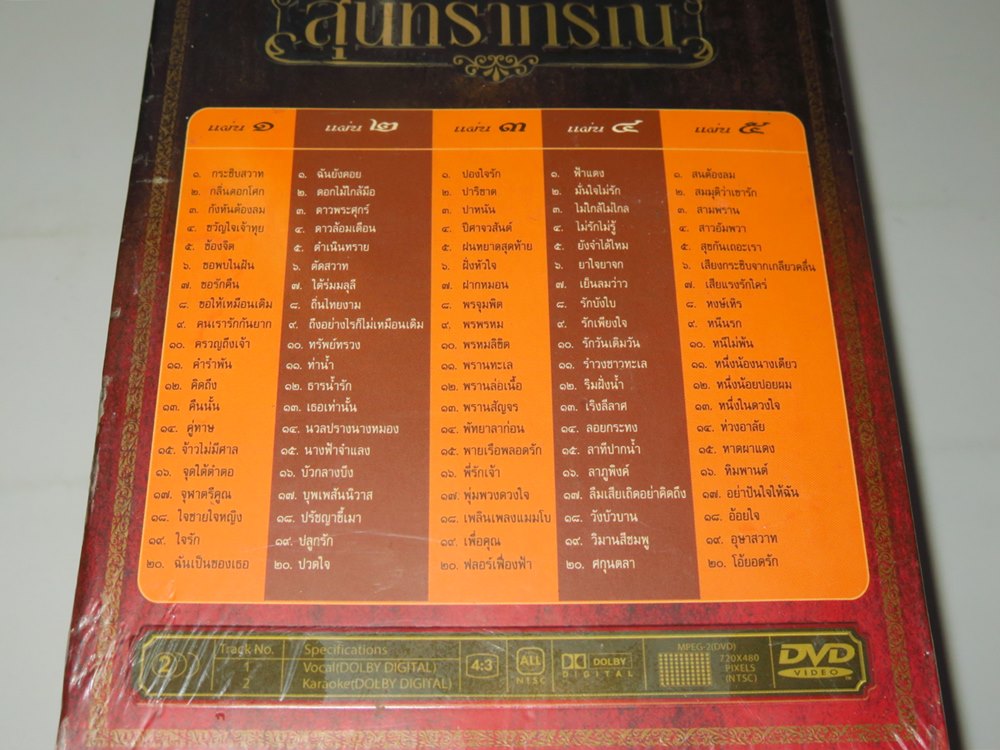 สุนทราภรณ์
แผ่น ๑
๑. กระซิบสวาท
๒. กลิ่นดอกโศก
๓. กังหันต้องลม
๔. ขวัญใจเจ้าทุย
๕. ข้องจิต
๖. ขอพบในฝัน
๗. ขอรักคืน
๘. ขอให้เหมือนเดิม
๙. คนเรารักกันยาก
๑๐. ครวญถึงเจ้า
๑๑. คำรำพัน
๑๒. คิดถึง
๑๓. คืนนั้น
๑๔. คู่ทาษ
๑๕. จ้าวไม่มีศาล
๑๖. จุดไต้ตำตอ
๑๗. จุฬาตรีคูณ
๑๘. ใจชายใจหญิง
๑๙. ใจรัก
๒๐. ฉันเป็นของเธอ
แผ่น ๒
๑. ฉันยังคอย
๒. ดอกไม้ใกล้มือ
๓. ดาวพระศุกร์
๔. ดาวล้อมเดือน
๕. ดำเนินทราย
๖. ตัดสวาท
๗. ใต้ร่มมลุลี
๘. ถิ่นไทยงาม
๙. ถึงอย่างไรก็ไม่เหมือนเดิม
๑๐. ทรัพย์ทรวง
๑๑. ท่าน้ำ
๑๒. ธารน้ำรัก
๑๓. เธอเท่านั้น
๑๔. นวลปรางนางหมอง
๑๕. นางฟ้าจำแลง
๑๖. บัวกลางบึง
๑๗. บุพเพสันนิวาส
๑๘. ปรัชญาขี้เมา
๑๙. ปลูกรัก
๒๐. ปวดใจ
แผ่น ๓
๑. ปองใจรัก
๒. ปาริชาต
๓. ปาหนัน
๔. ปีศาจวสันต์
๕. ฝนหยาดสุดท้าย
๖. ฝั่งหัวใจ
๗. ฝากหมอน
๘. พรจุมพิต
๙. พรพรหม
๑๐. พรหมลิขิต
๑๑. พรานทะเล
๑๒. พรานล่อเนื้อ
๑๓. พรานสัญจร
๑๔. พัทยาลาก่อน
๑๕. พายเรือพลอดรัก
๑๖. พี่รักเจ้า
๑๗. พุ่มพวงดวงใจ
๑๘. เพลินเพลงแมมโบ
๑๙. เพื่อคุณ
๒๐. ฟลอร์เฟื่องฟ้า
แผ่น ๔
๑. ฟ้าแดง
๒. มั่นใจไม่รัก
๓. ไม่ใกล้ไม่ไกล
๔. ไม่รักไม่รู้
๕. ยังจำได้ไหม
๖. ยาใจยาจก
๗. เย็นลมว่าว
๘. รักบังใบ
๙. รักเพียงใจ
๑๐. รักวันเติมวัน
๑๑. รำวงชาวทะเล
๑๒. ริมฝั่งน้ำ
๑๓. เริงลีลาศ
๑๔. ลอยกระทง
๑๕. ลาทีปากน้ำ
๑๖. ลาภูพิงค์
๑๗. ลืมเสียเถิดอย่าคิดถึง
๑๘. วังบัวบาน
๑๙. วิมานสีชมพู
๒๐. ศกุนตลา
แผ่น ๕
๑. สนต้องลม
๒. สมมุติว่าเขารัก
๓. สามพราน
๔. สาวอัมพวา
๕. สุขกันเถอะเรา
๖. เสียงกระซิบจากเกลียวคลื่น
๗. เสียแรงรักใคร่
๘. หงษ์เหิร
๙. หนีนรก
๑๐. หนีไม่พ้น
๑๑. หนึ่งน้องนางเดียว
๑๒. หนึ่งน้อยปอยผม
๑๓. หนึ่งในดวงใจ
๑๔. ห่วงอาลัย
๑๕. หาดผาแดง
๑๖. หิมพานต์
๑๗. อย่าปันใจให้ฉัน
๑๘. อ้อยใจ
๑๙. อุษาสวาท
๒๐. โอ้ยอดรัก
2
Track No. Specifications
1 Vocal(DOLBY DIGITAL)
2 Karaoke(DOLBY DIGITAL)
4:3
ALL
NTSC
DOLBY
DIGITAL
MPEG-2(DVD)
720X480
PIXELS
(NTSC)
DVD
VIDEO